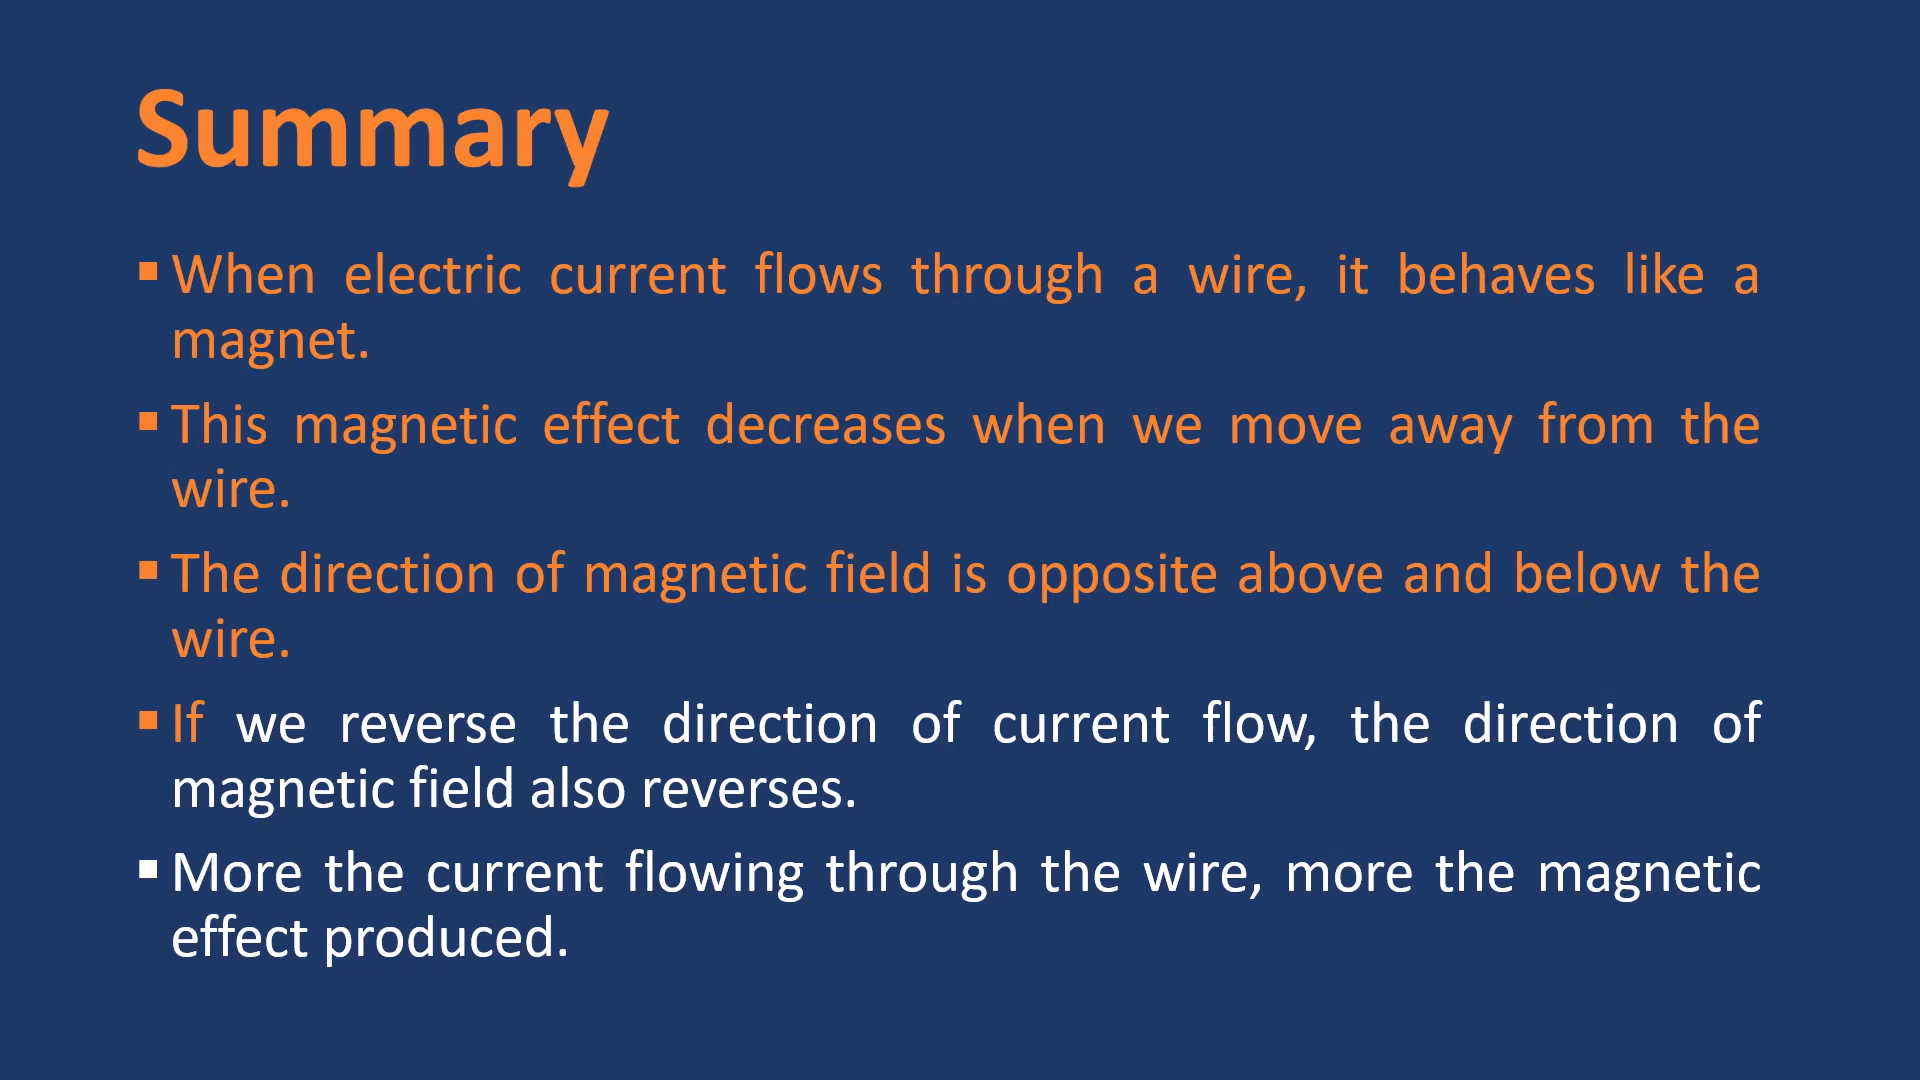 Summary
▪ When electric current flows through a wire, it behaves like a
magnet.
▪ This magnetic effect decreases when we move away from the
wire.
▪ The direction of magnetic field is opposite above and below the
wire.
▪ If we reverse the direction of current flow, the direction of
magnetic field also reverses.
▪ More the current flowing through the wire, more the magnetic
effect produced.